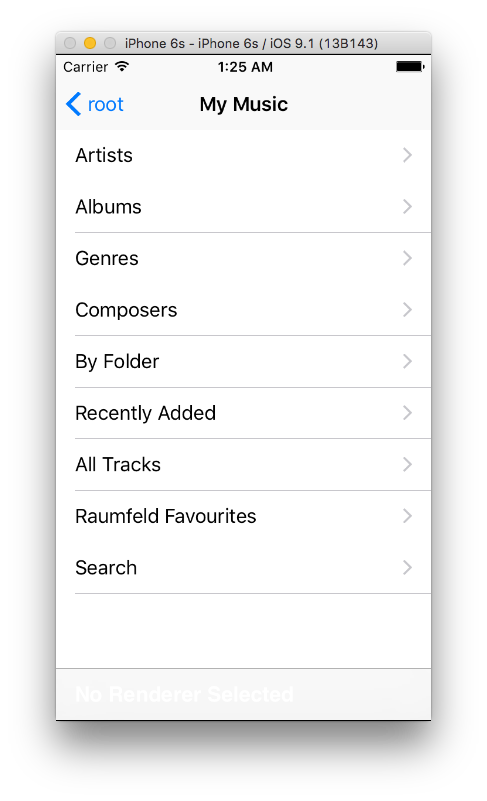 iPhone 6s - iPhone 6s / iOS 9.1 (13B143)
Carrier 1:25 AM
root My Music
Artists
Albums
Genres
Composers
By Folder
Recently Added
All Tracks
Raumfeld Favourites
Search
No Renderer Selected